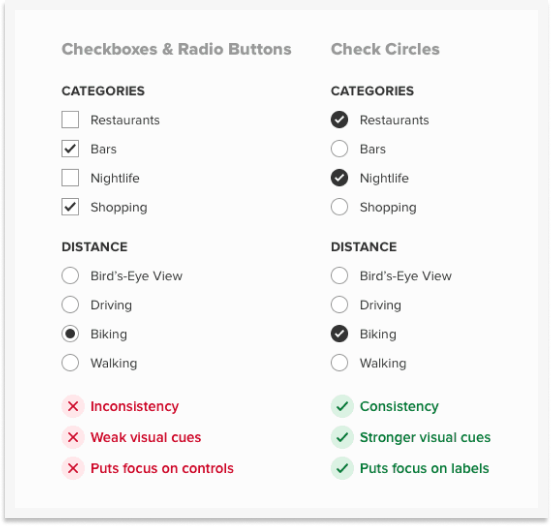 Checkboxes & Radio Buttons
CATEGORIES
Restaurants
Bars
Nightlife
Shopping
DISTANCE
Bird's-Eye View
Driving
Biking
Walking
Inconsistency
Weak visual cues
Puts focus on controls
Check Circles
CATEGORIES
Restaurants
Bars
Nightlife
Shopping
DISTANCE
Bird's-Eye View
Driving
Biking
Walking
Consistency
Stronger visual cues
Puts focus on labels